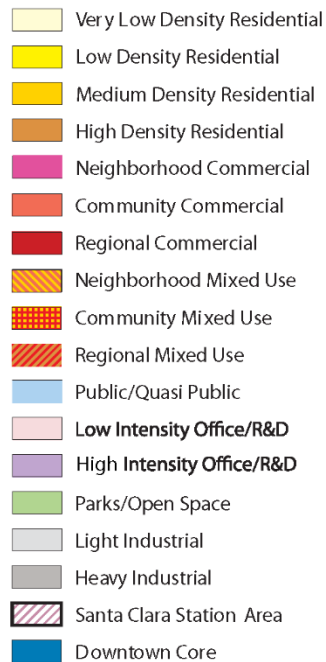 Very Low Density Residential
Low Density Residential
Medium Density Residential
High Density Residential
Neighborhood Commercial
Community Commercial
Regional Commercial
Neighborhood Mixed Use
Community Mixed Use
Regional Mixed Use
Public/Quasi Public
Low Intensity Office/R&D
High Intensity Office/R&D
Parks/Open Space
Light Industrial
Heavy Industrial
Santa Clara Station Area
Downtown Core